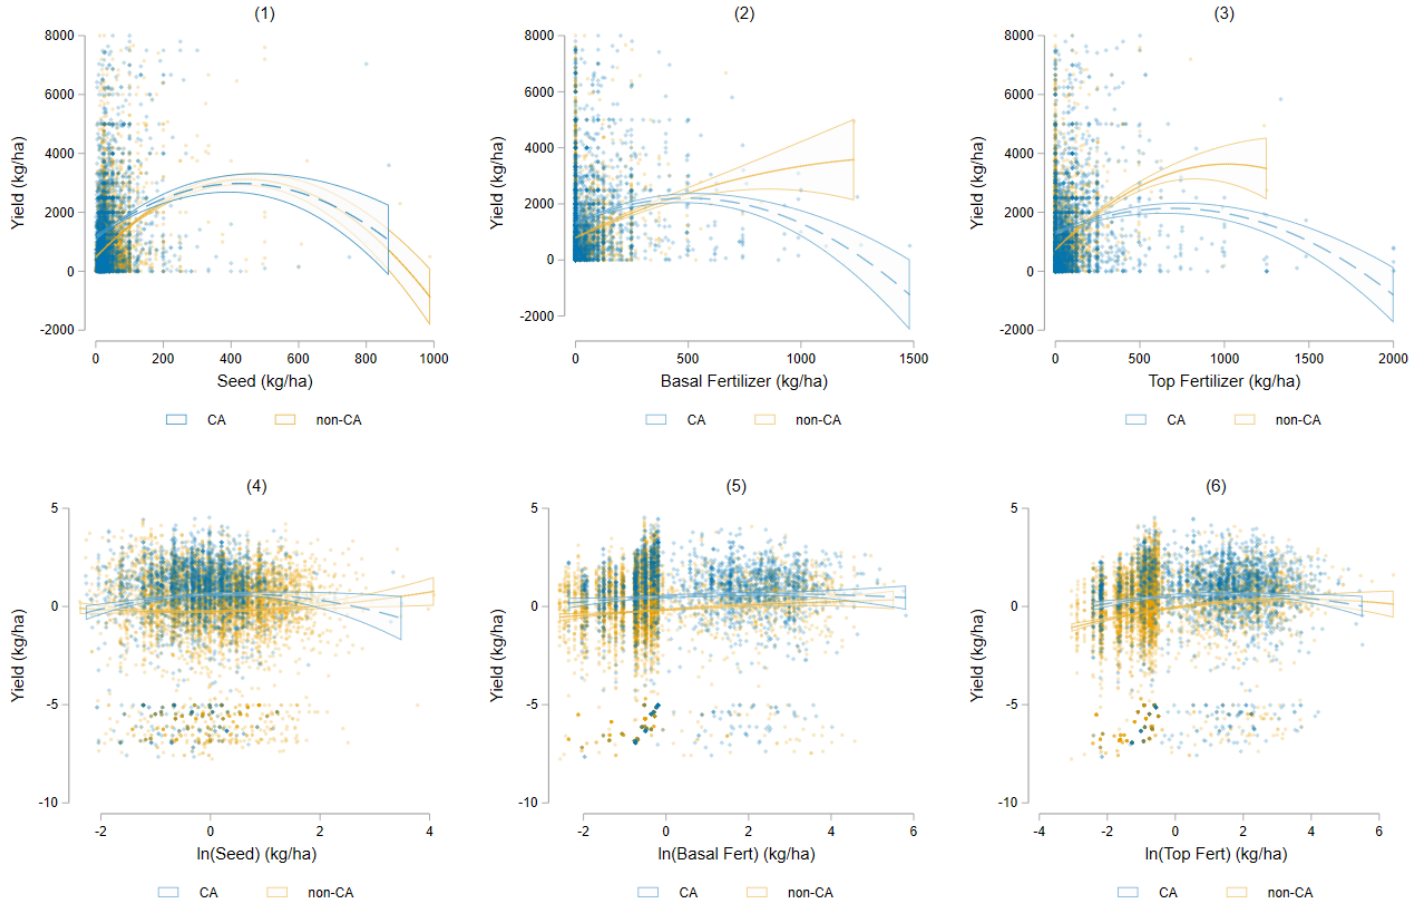 (1)
(2)
(3)
Yield (kg/ha)
8000
6000
4000
2000
0
-2000
0 200 400 600 800 1000
Seed (kg/ha)
CA non-CA
Yield (kg/ha)
8000
6000
4000
2000
0
-2000
0 500 1000 1500
Basal Fertilizer (kg/ha)
CA non-CA
Yield (kg/ha)
8000
6000
4000
2000
0
-2000
0 500 1000 1500 2000
Top Fertilizer (kg/ha)
CA non-CA
(4)
(5)
(6)
Yield (kg/ha)
5
0
-5
-10
-2 0 2 4
ln(Seed) (kg/ha)
CA non-CA
Yield (kg/ha)
5
0
-5
-10
-2 0 2 4 6
ln(Basal Fert) (kg/ha)
CA non-CA
Yield (kg/ha)
5
0
-5
-10
-4 -2 0 2 4 6
ln(Top Fert) (kg/ha)
CA non-CA